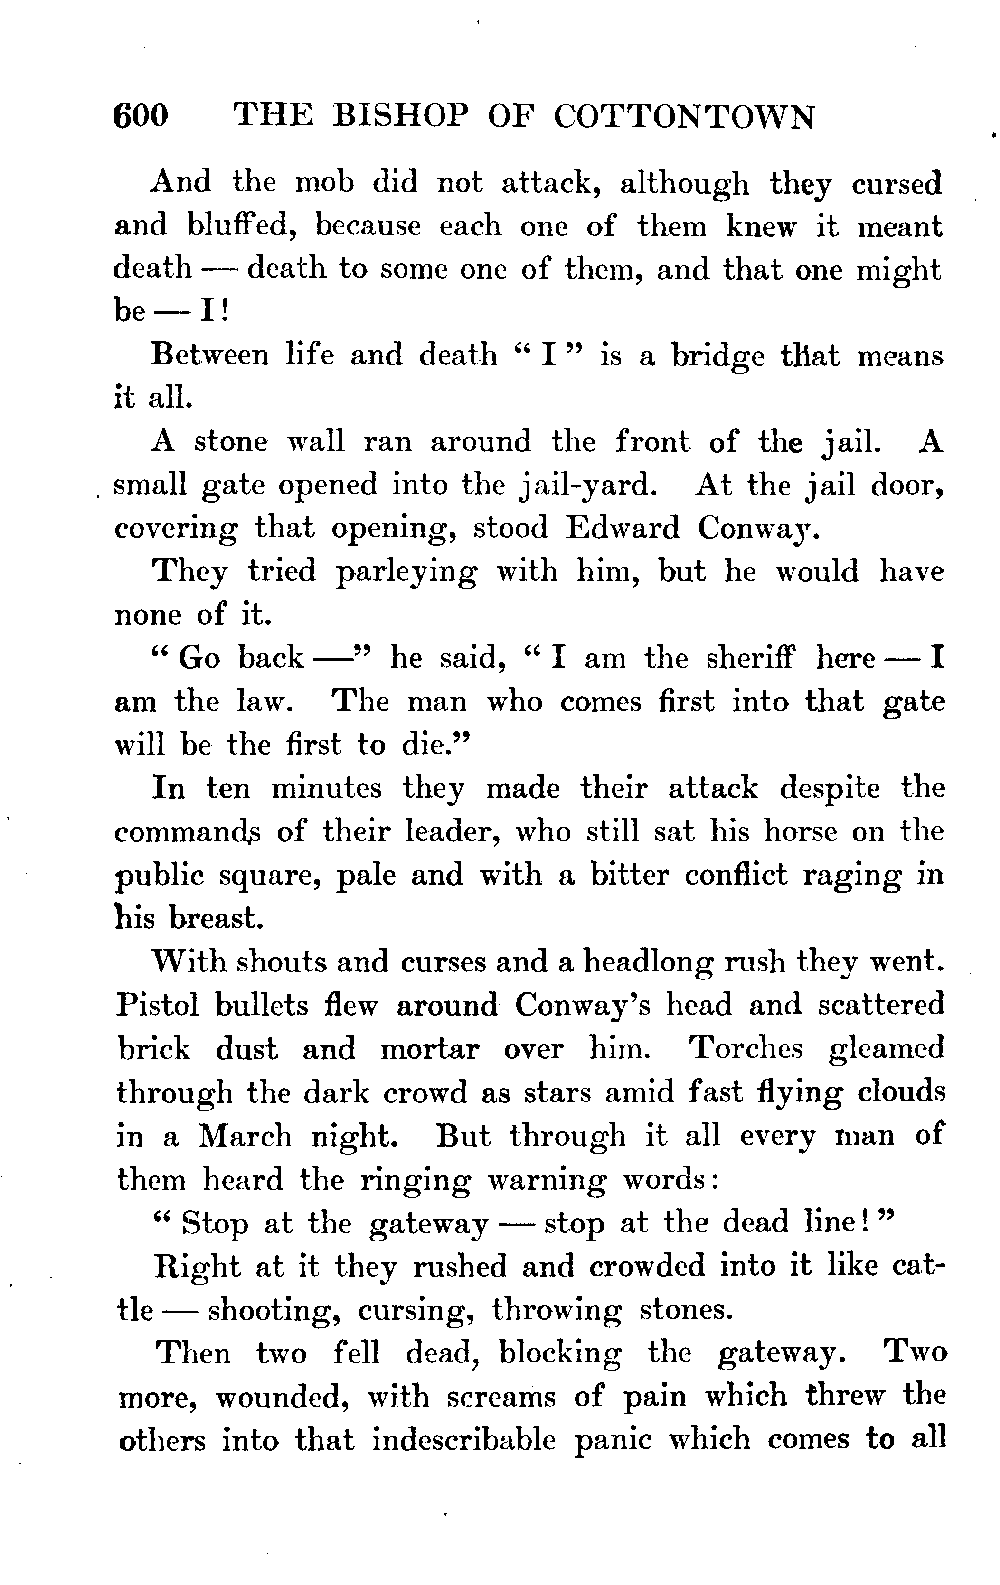 600 THE BISHOP OF COTTONTOWN
And the mob did not attack, although they cursed
and bluffed, because each one of them knew it meant
death — death to some one of them, and that one might
be — I!
Between life and death “ I ” is a bridge that means
it all.
A stone wall ran around the front of the jail. A
small gate opened into the jail-yard. At the jail door,
covering that opening, stood Edward Conway.
They tried parleying with him, but he would have
none of it.
“ Go back —” he said, “ I am the sheriff here — I
am the law. The man who comes first into that gate
will be the first to die.”
In ten minutes they made their attack despite the
commands of their leader, who still sat his horse on the
public square, pale and with a bitter conflict raging in
his breast.
With shouts and curses and a headlong rush they went.
Pistol bullets flew around Conway’s head and scattered
brick dust and mortar over him. Torches gleamed
through the dark crowd as stars amid fast flying clouds
in a March night. But through it all every man of
them heard the ringing warning words:
“ Stop at the gateway — stop at the dead line! ”
Right at it they rushed and crowded into it like cat-
tle — shooting, cursing, throwing stones.
Then two fell dead, blocking the gateway. Two
more, wounded, with screams of pain which threw the
others into that indescribable panic which comes to all